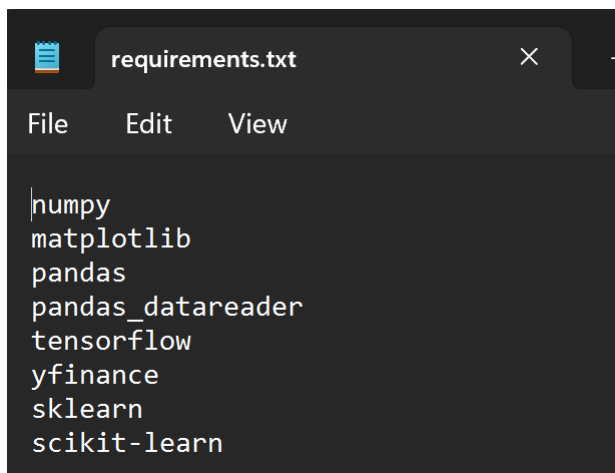 requirements.txt
File Edit View
numpy
matplotlib
pandas
pandas_datareader
tensorflow
yfinance
sklearn
scikit-learn